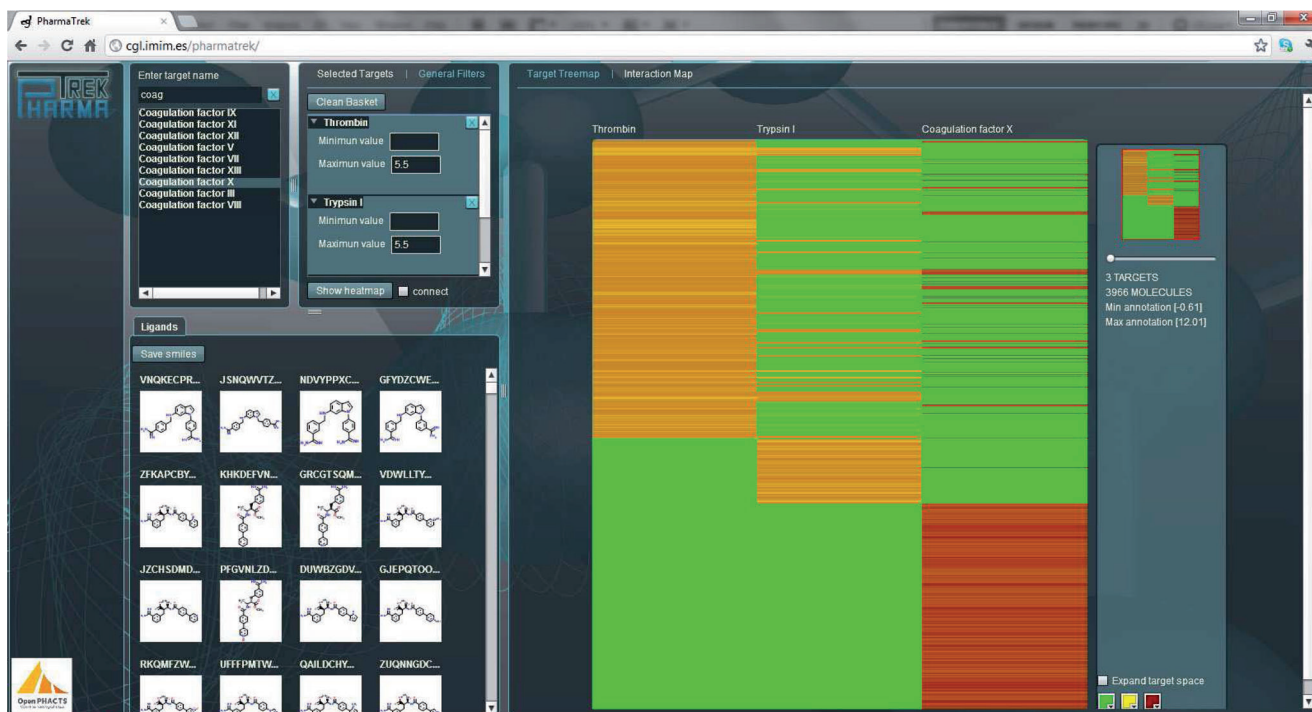 PharmaTrek
cgl.imim.es/pharmatrek/
TREK
PHARMA
Enter target name
coag
Coagulation factor IX
Coagulation factor XI
Coagulation factor XII
Coagulation factor V
Coagulation factor VII
Coagulation factor XIII
Coagulation factor X
Coagulation factor III
Coagulation factor VIII
Selected Targets | General Filters
Clean Basket
Thrombin
Minimun value
Maximun value 5.5
Trypsin I
Minimun value
Maximun value 5.5
Show heatmap connect
Ligands
Save smiles
VNQKECPR... JSNQWVTZ... NDVYPPXC... GFYDZCWE...
ZFKAPCBY... KHKDEFVN... GRCGTSQM... VDWLLTY...
JZCHSDMD... PFGVNLZD... DUWBZGDV... GJEPQTOO...
RKQMFZW... UFFFPMTW... QAILDCHY... ZUQNNGDC...
Open PHACTS
Target Treemap | Interaction Map
Thrombin Trypsin I Coagulation factor X
3 TARGETS
3966 MOLECULES
Min annotation [-0.61]
Max annotation [12.01]
Expand target space